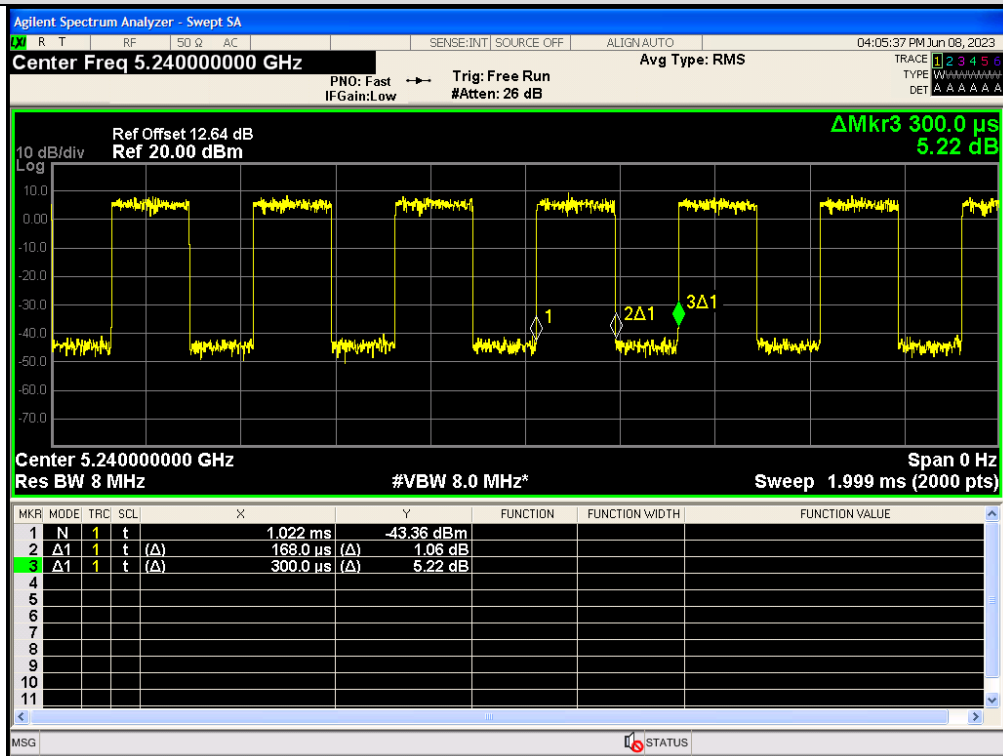 Agilent Spectrum Analyzer - Swept SA
LXI R T RF 50 Ω AC SENSE:INT SOURCE OFF ALIGN AUTO 04:05:37 PM Jun 08, 2023
Center Freq 5.240000000 GHz
PNO: Fast
IFGain:Low
Trig: Free Run
#Atten: 26 dB
Avg Type: RMS
TRACE 1 2 3 4 5 6
TYPE W
DET A A A A A A
Ref Offset 12.64 dB
10 dB/div Ref 20.00 dBm
Log
ΔMkr3 300.0 µs
5.22 dB
10.0
0.00
-10.0
-20.0
-30.0
-40.0
-50.0
-60.0
-70.0
1
2Δ1
3Δ1
Center 5.240000000 GHz Span 0 Hz
Res BW 8 MHz #VBW 8.0 MHz* Sweep 1.999 ms (2000 pts)
MKR MODE TRC SCL X Y FUNCTION FUNCTION WIDTH FUNCTION VALUE
1 N 1 t 1.022 ms -43.36 dBm
2 Δ1 1 t (Δ) 168.0 µs (Δ) 1.06 dB
3 Δ1 1 t (Δ) 300.0 µs (Δ) 5.22 dB
4
5
6
7
8
9
10
11
MSG STATUS